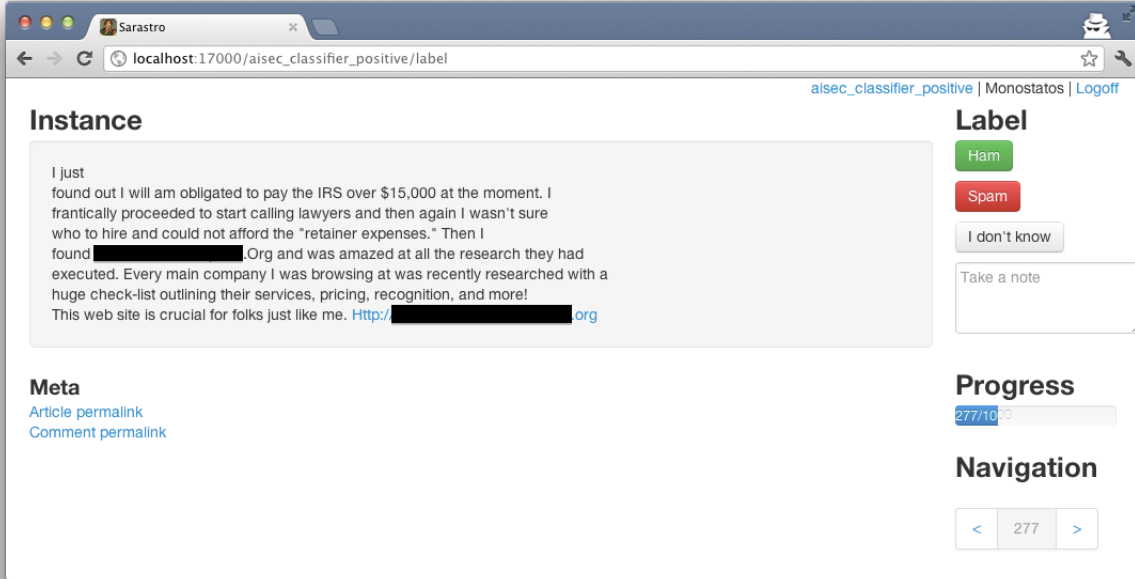 Sarastro
localhost:17000/aisec_classifier_positive/label
aisec_classifier_positive | Monostatos | Logoff
Instance
I just
found out I will am obligated to pay the IRS over $15,000 at the moment. I
frantically proceeded to start calling lawyers and then again I wasn't sure
who to hire and could not afford the "retainer expenses." Then I
found .Org and was amazed at all the research they had
executed. Every main company I was browsing at was recently researched with a
huge check-list outlining their services, pricing, recognition, and more!
This web site is crucial for folks just like me. Http:/ .org
Meta
Article permalink
Comment permalink
Label
Ham
Spam
I don't know
Take a note
Progress
277/1000
Navigation
< 277 >